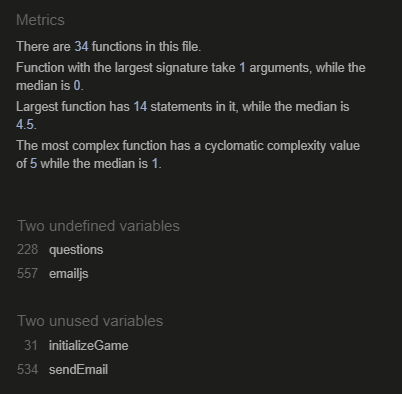 Metrics
There are 34 functions in this file.
Function with the largest signature take 1 arguments, while the
median is 0.
Largest function has 14 statements in it, while the median is
4.5.
The most complex function has a cyclomatic complexity value
of 5 while the median is 1.
Two undefined variables
228 questions
557 emailjs
Two unused variables
31 initializeGame
534 sendEmail